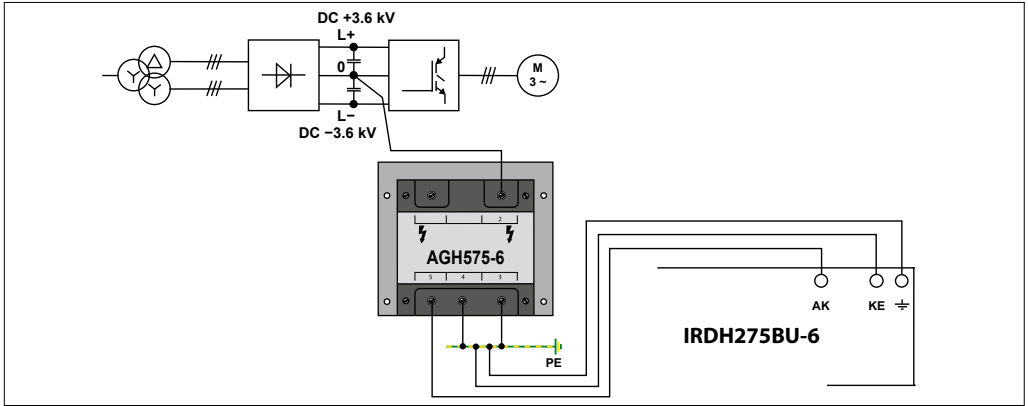 DC +3.6 kV
L+
0
L−
DC −3.6 kV
M
3 ~
2
AGH575-6
5 4 3
PE
AK KE
IRDH275BU-6